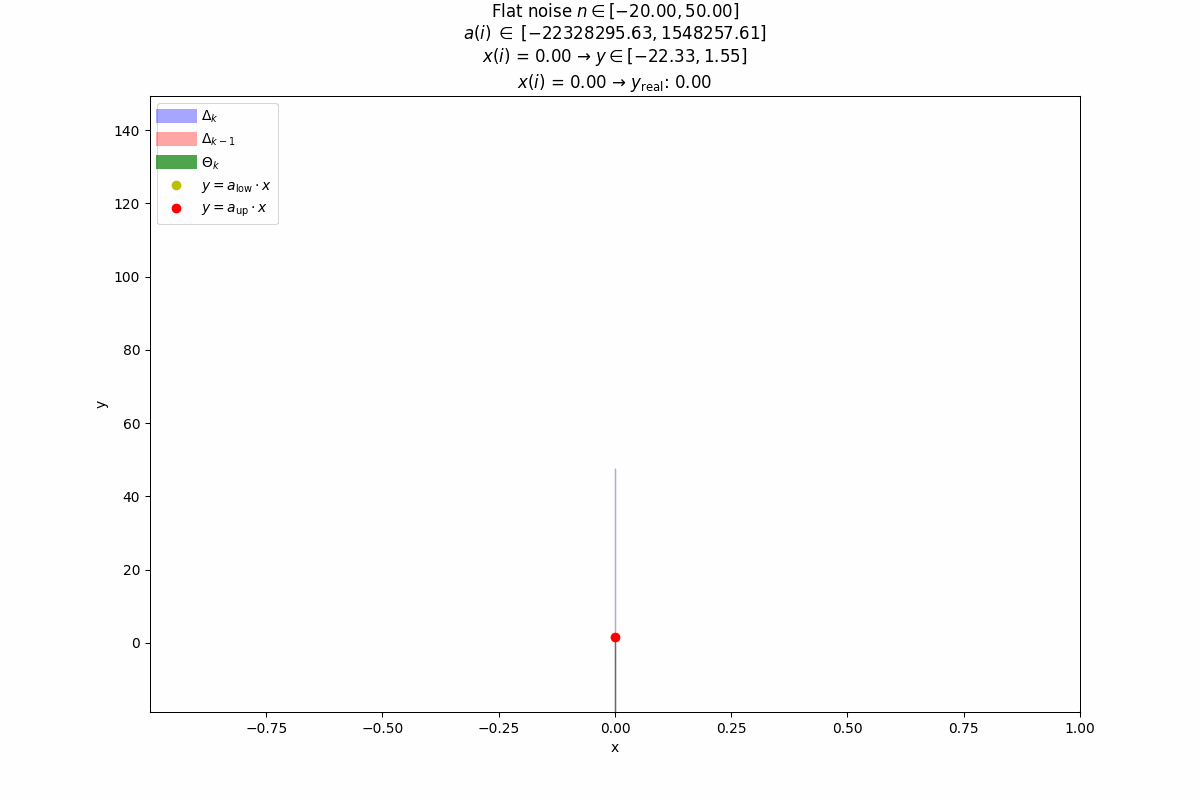 Flat noise n ∈ [−20.00, 50.00]
a(i) ∈ [−22328295.63, 1548257.61]
x(i) = 0.00 → y ∈ [−22.33, 1.55]
x(i) = 0.00 → y_real: 0.00
Δ_k
Δ_{k−1}
Θ_k
y = a_low · x
y = a_up · x
140
120
100
80
60
40
20
0
y
−0.75 −0.50 −0.25 0.00 0.25 0.50 0.75 1.00
x